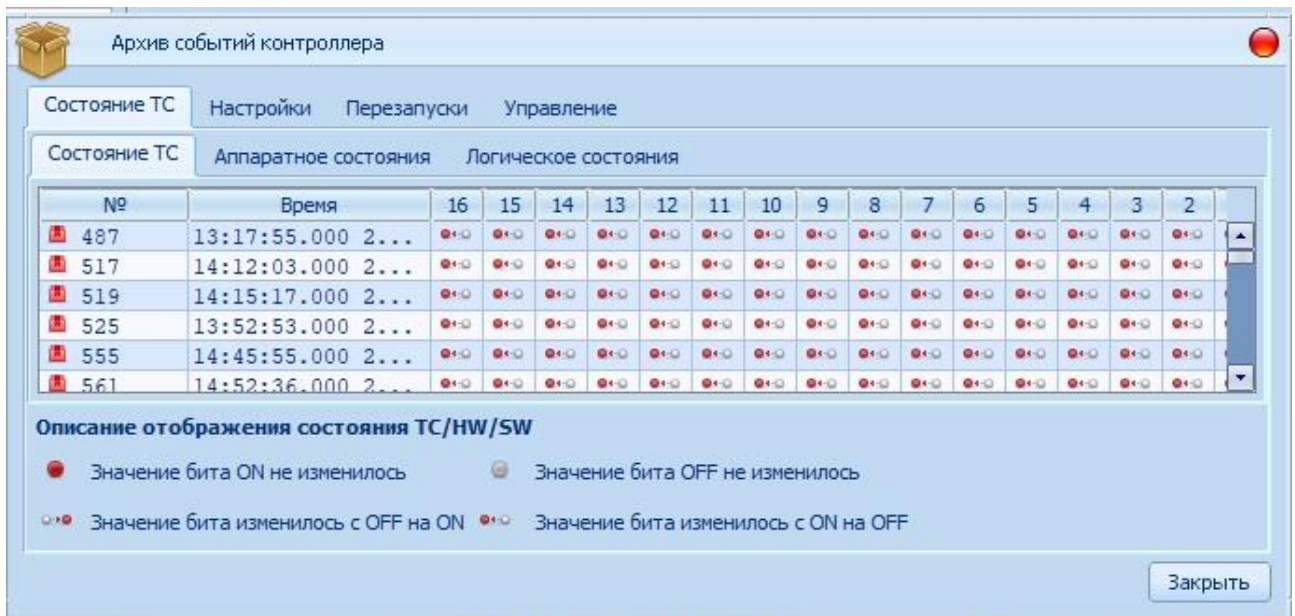 Архив событий контроллера
Состояние ТС Настройки Перезапуски Управление
Состояние ТС Аппаратное состояния Логическое состояния
№ Время 16 15 14 13 12 11 10 9 8 7 6 5 4 3 2
487 13:17:55.000 2...
517 14:12:03.000 2...
519 14:15:17.000 2...
525 13:52:53.000 2...
555 14:45:55.000 2...
561 14:52:36.000 2...
Описание отображения состояния ТС/HW/SW
Значение бита ON не изменилось Значение бита OFF не изменилось
Значение бита изменилось с OFF на ON Значение бита изменилось с ON на OFF
Закрыть